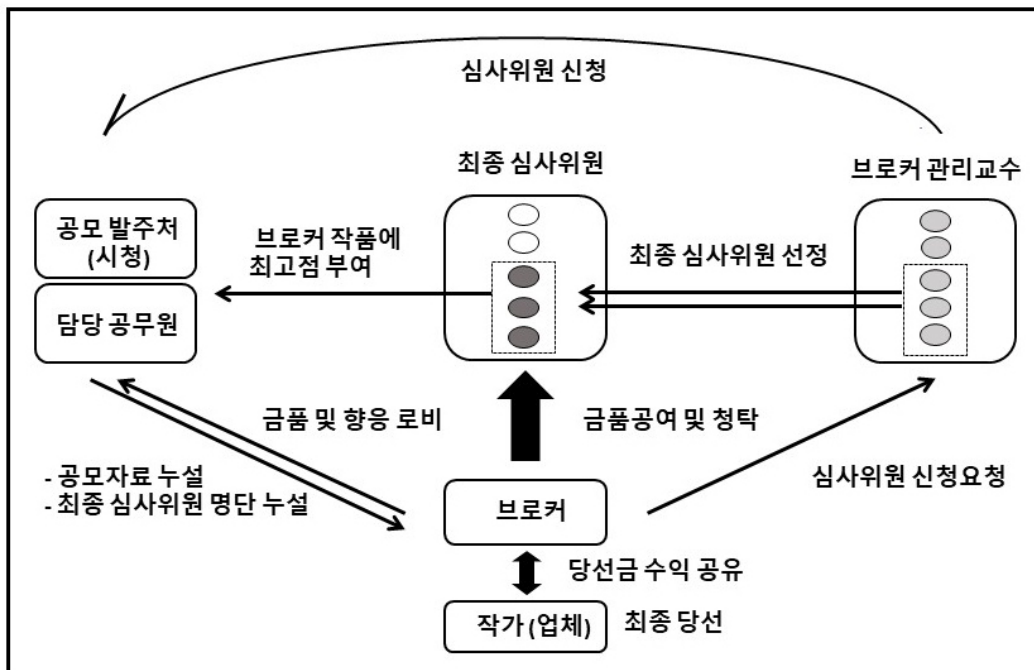 심사위원 신청
최종 심사위원
브로커 관리교수
공모 발주처
(시청)
담당 공무원
브로커 작품에
최고점 부여
최종 심사위원 선정
금품 및 향응 로비
금품공여 및 청탁
- 공모자료 누설
- 최종 심사위원 명단 누설
심사위원 신청요청
브로커
당선금 수익 공유
작가 (업체)
최종 당선